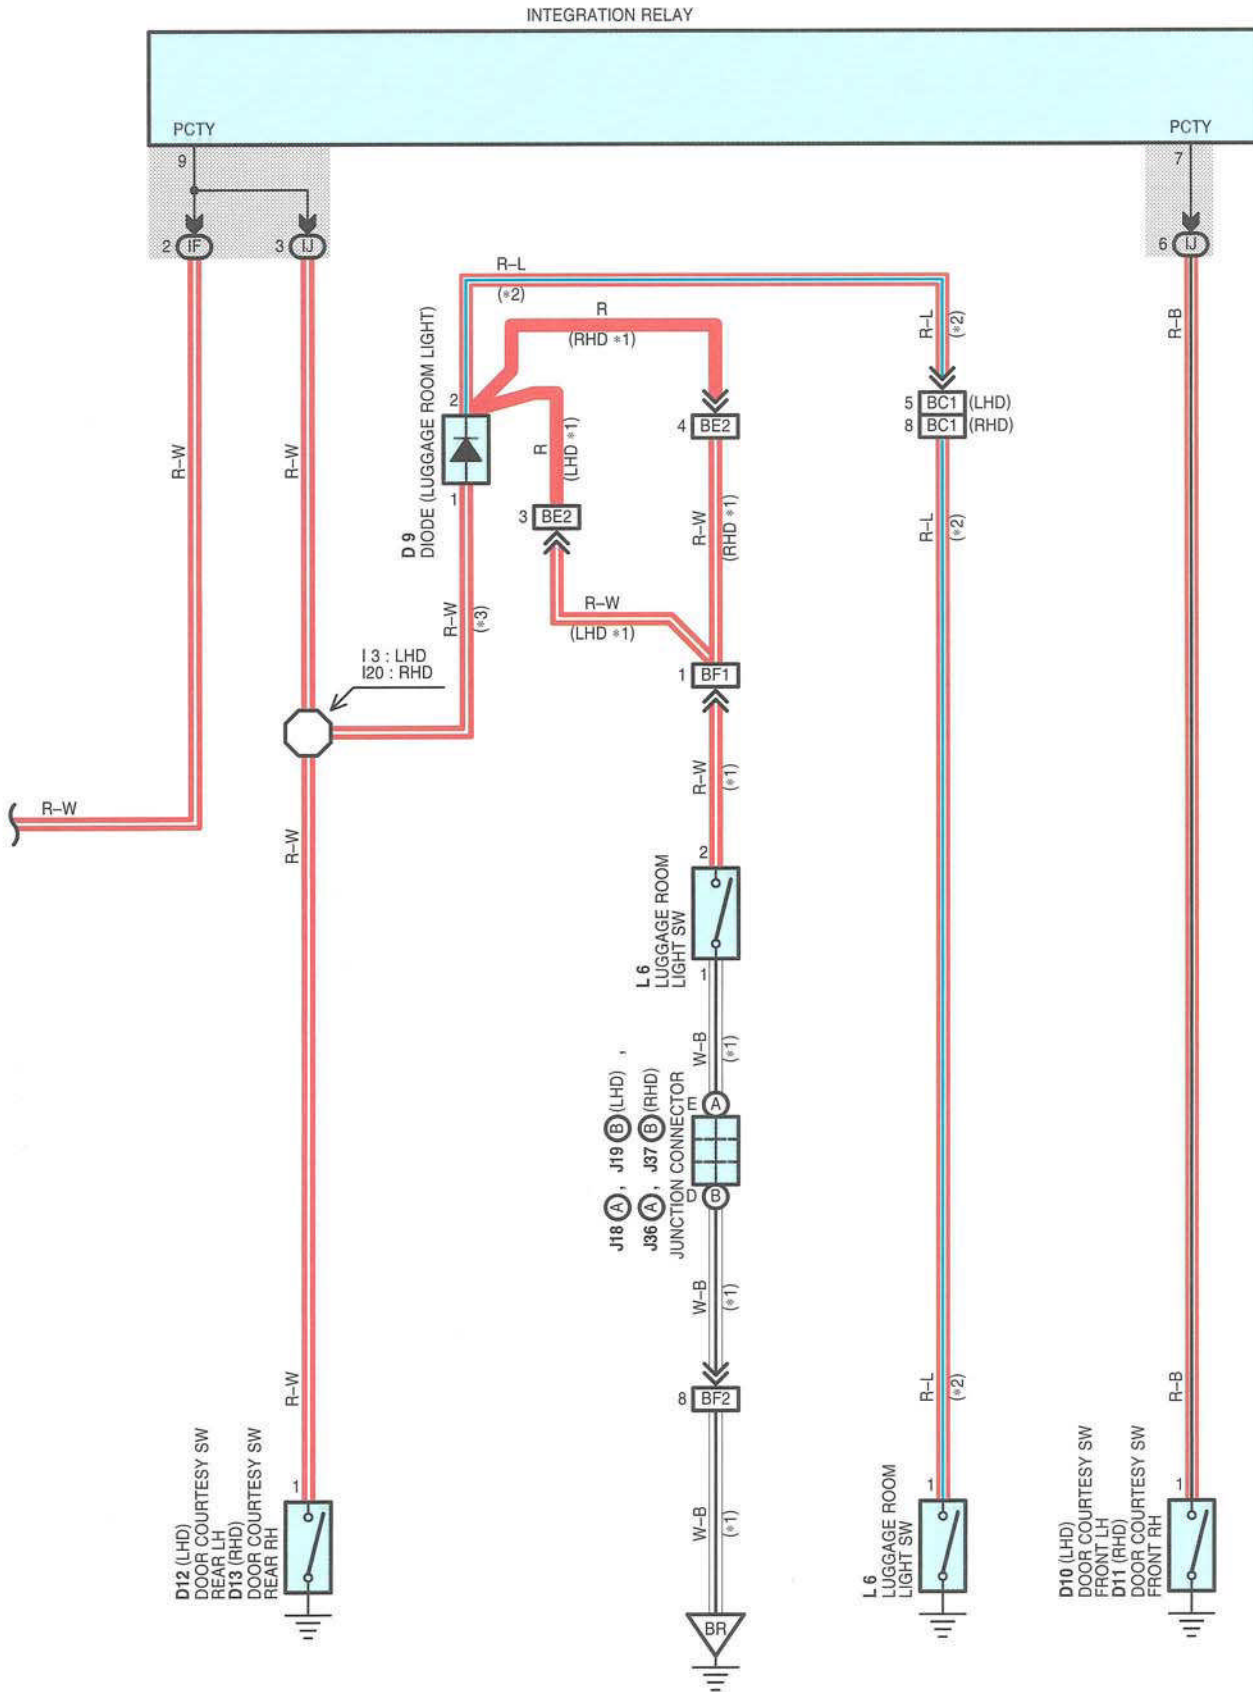 INTEGRATION RELAY
PCTY
PCTY
9
7
2 IF
3 IJ
6 IJ
R–L
(*2)
R
(RHD *1)
R–L
(*2)
R–B
5 BC1 (LHD)
8 BC1 (RHD)
2
4 BE2
R–W
R–W
D 9
DIODE (LUGGAGE ROOM LIGHT)
R
(LHD *1)
1
3 BE2
R–W
(RHD *1)
R–L
(*2)
R–W
(*3)
R–W
(LHD *1)
I 3 : LHD
I20 : RHD
1 BF1
R–W
(*1)
R–W
R–W
2
L 6
LUGGAGE ROOM
LIGHT SW
1
W–B
(*1)
E A
J18 A , J19 B (LHD) ,
J36 A , J37 B (RHD)
JUNCTION CONNECTOR
D B
W–B
(*1)
R–W
8 BF2
R–L
(*2)
R–B
D12 (LHD)
DOOR COURTESY SW
REAR LH
D13 (RHD)
DOOR COURTESY SW
REAR RH
1
W–B
(*1)
L 6
LUGGAGE ROOM
LIGHT SW
1
D10 (LHD)
DOOR COURTESY SW
FRONT LH
D11 (RHD)
DOOR COURTESY SW
FRONT RH
1
BR